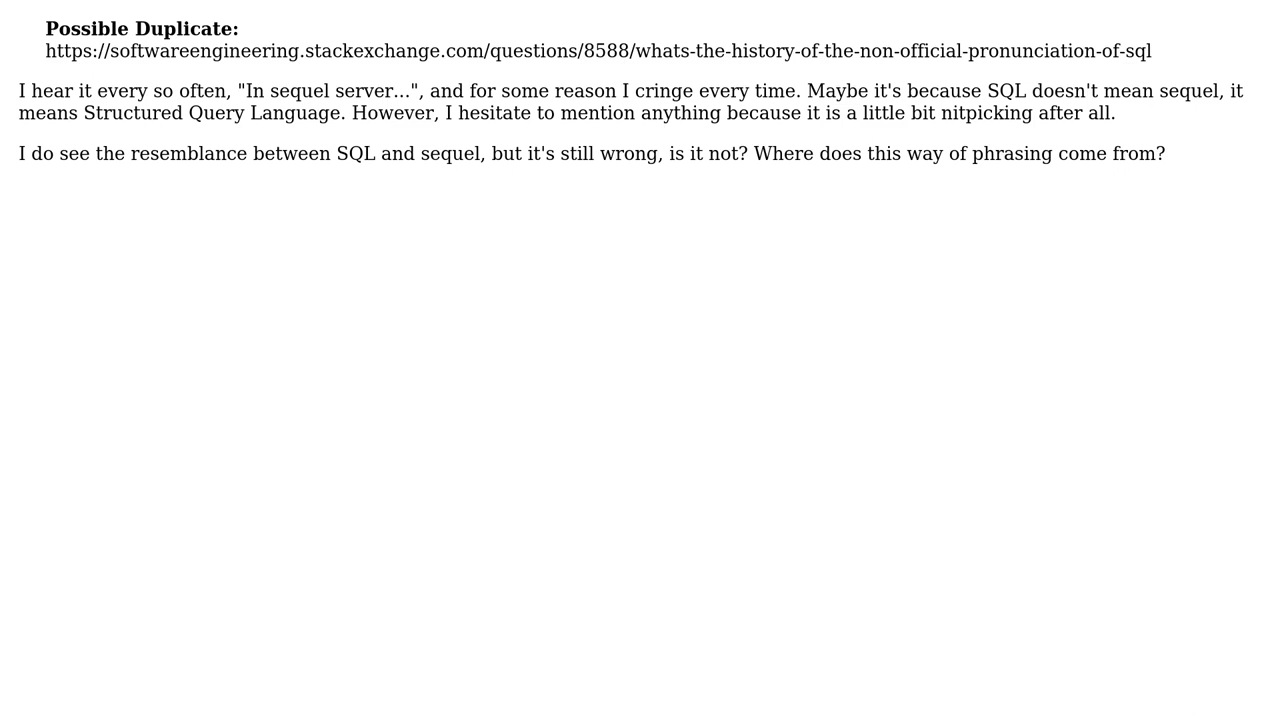 Possible Duplicate:
https://softwareengineering.stackexchange.com/questions/8588/whats-the-history-of-the-non-official-pronunciation-of-sql
I hear it every so often, "In sequel server...", and for some reason I cringe every time. Maybe it's because SQL doesn't mean sequel, it
means Structured Query Language. However, I hesitate to mention anything because it is a little bit nitpicking after all.
I do see the resemblance between SQL and sequel, but it's still wrong, is it not? Where does this way of phrasing come from?